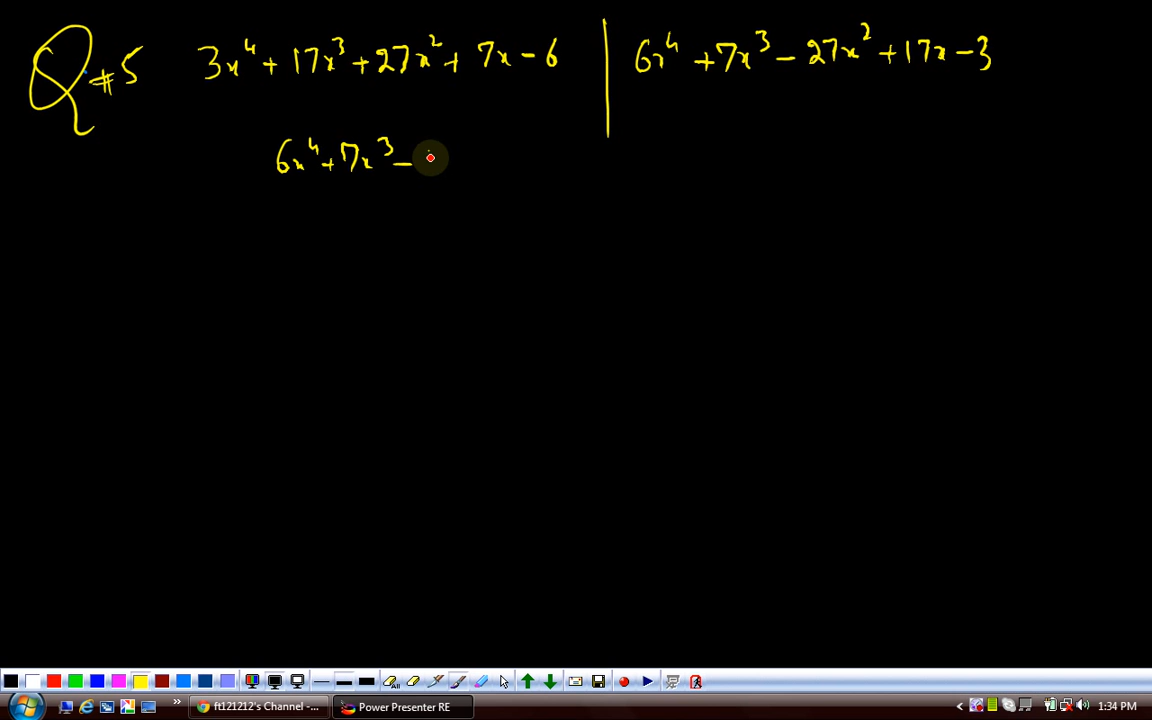 Q#5 3x⁴ + 17x³ + 27x² + 7x - 6 | 6x⁴ + 7x³ - 27x² + 17x - 3
6x⁴ + 7x³ -
ft121212's Channel -... Power Presenter RE 1:34 PM